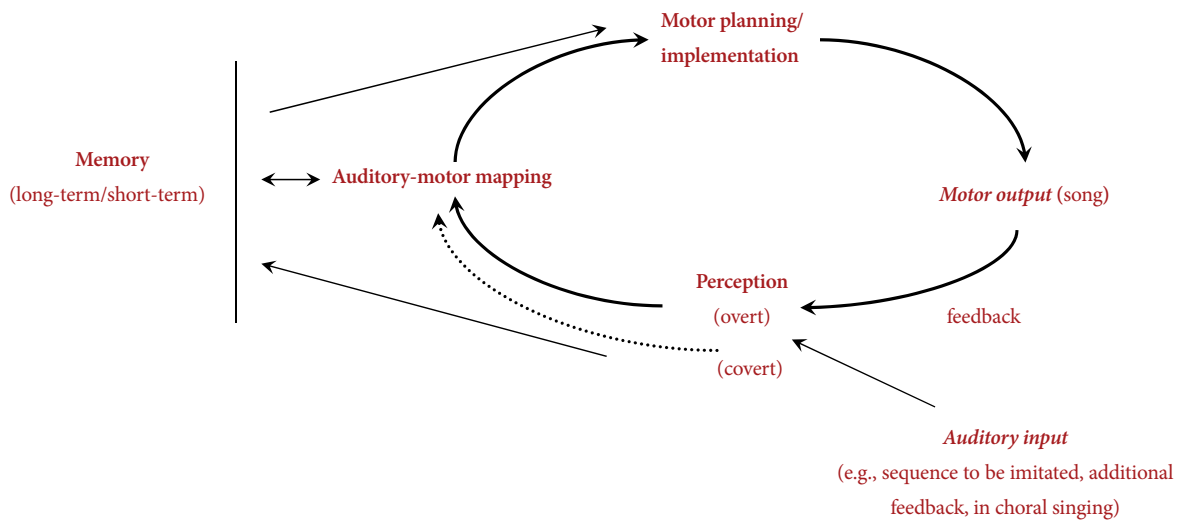 Motor planning/
implementation
Memory
(long-term/short-term)
Auditory-motor mapping
Motor output (song)
Perception
(overt)
feedback
(covert)
Auditory input
(e.g., sequence to be imitated, additional
feedback, in choral singing)